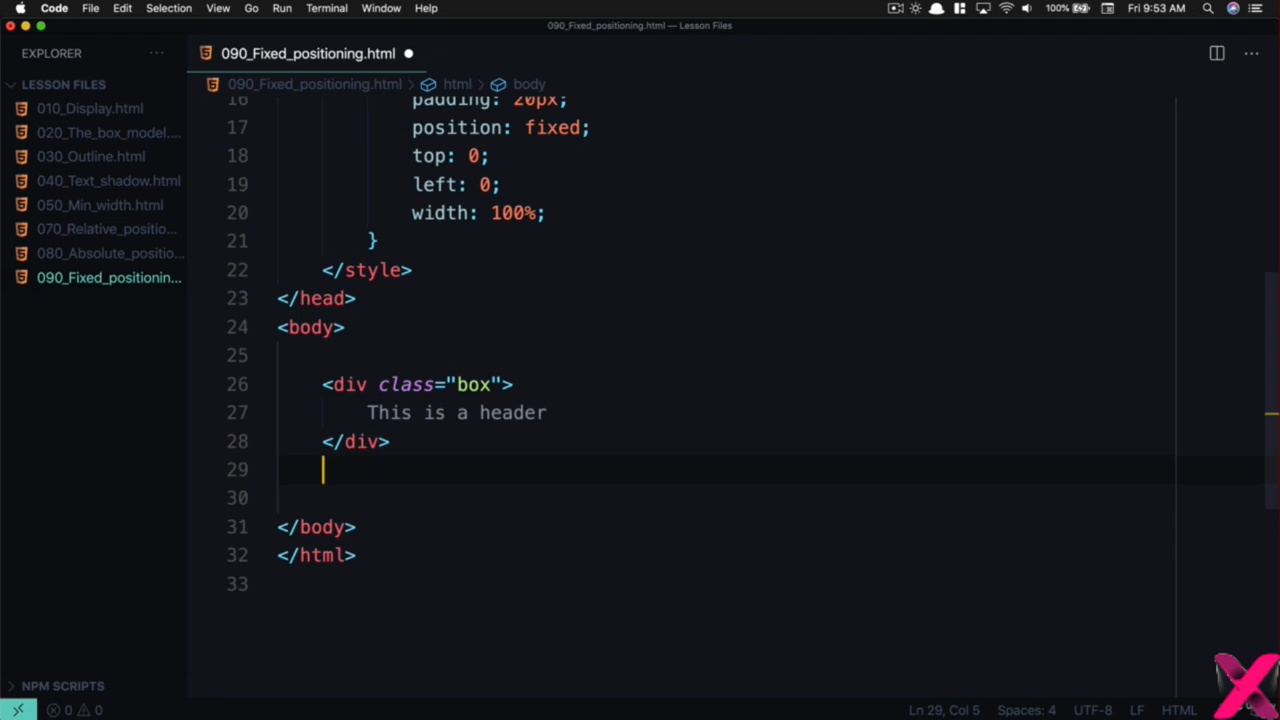 Code File Edit Selection View Go Run Terminal Window Help 100% Fri 9:53 AM
090_Fixed_positioning.html — Lesson Files
EXPLORER ··· 090_Fixed_positioning.html ● ···
LESSON FILES 090_Fixed_positioning.html > html > body
010_Display.html
020_The_box_model....
030_Outline.html
040_Text_shadow.html
050_Min_width.html
070_Relative_positio...
080_Absolute_positio...
090_Fixed_positionin...
16 padding: 20px;
17 position: fixed;
18 top: 0;
19 left: 0;
20 width: 100%;
21 }
22 </style>
23 </head>
24 <body>
25
26 <div class="box">
27 This is a header
28 </div>
29
30
31 </body>
32 </html>
33
NPM SCRIPTS
0 0 Ln 29, Col 5 Spaces: 4 UTF-8 LF HTML